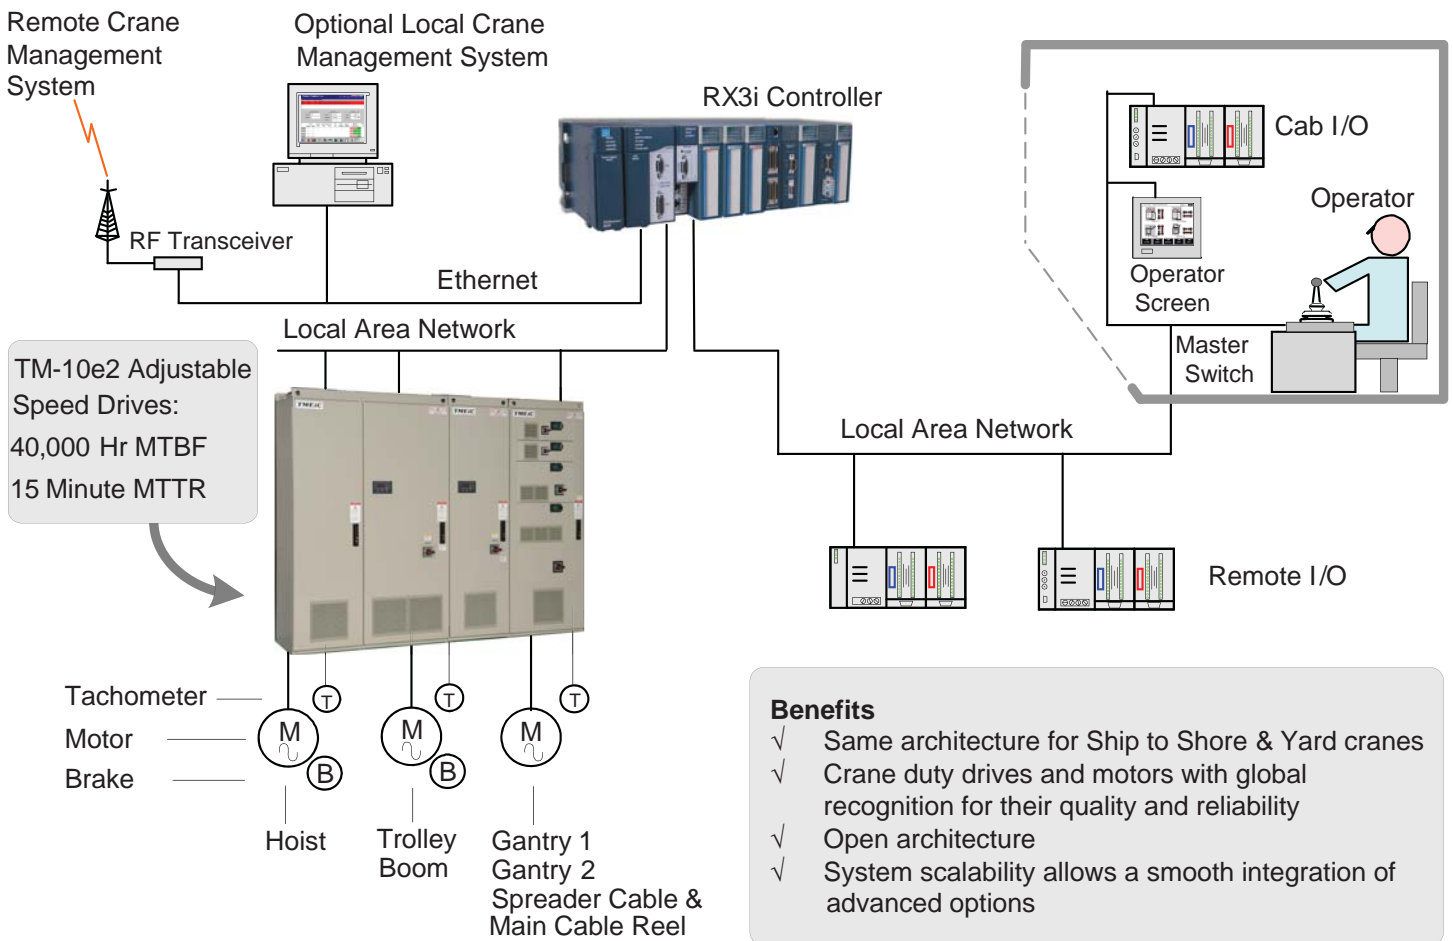 Remote Crane
Management
System
Optional Local Crane
Management System
RX3i Controller
Cab I/O
Operator
RF Transceiver
Operator
Screen
Ethernet
Local Area Network
Master
Switch
TM-10e2 Adjustable
Speed Drives:
40,000 Hr MTBF
15 Minute MTTR
Local Area Network
TMEIC
TMEIC
TMEIC
Remote I/O
Tachometer
T
T
T
Motor
M
M
M
Brake
B
B
Hoist
Trolley
Boom
Gantry 1
Gantry 2
Spreader Cable &
Main Cable Reel
Benefits
√ Same architecture for Ship to Shore & Yard cranes
√ Crane duty drives and motors with global
recognition for their quality and reliability
√ Open architecture
√ System scalability allows a smooth integration of
advanced options